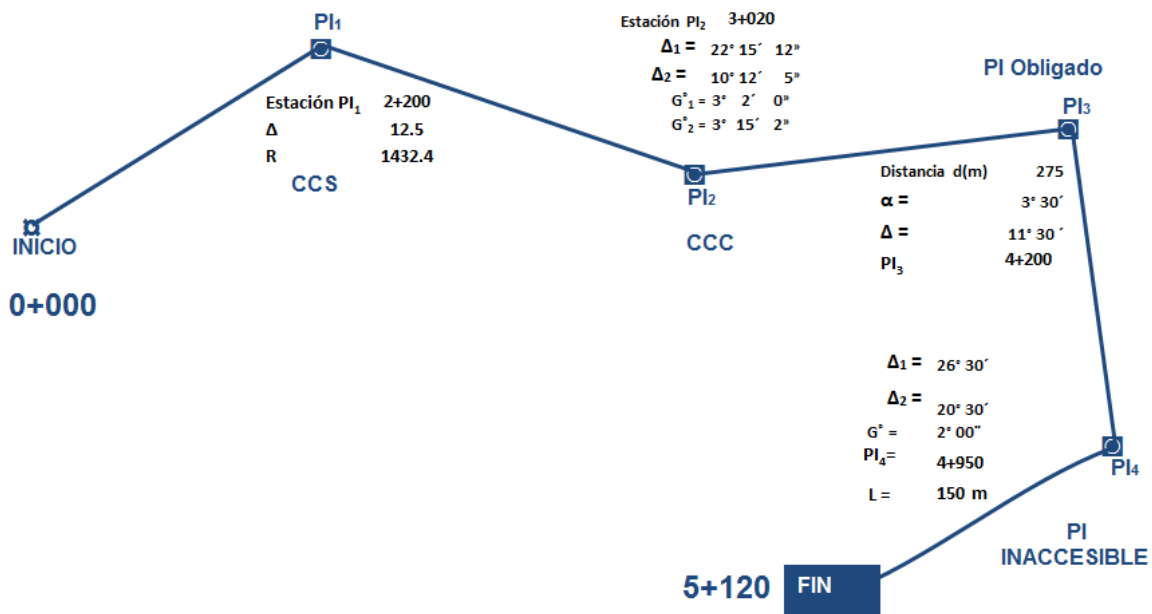 PI₁
Estación PI₁ 2+200
Δ 12.5
R 1432.4
CCS
INICIO
0+000
Estación PI₂ 3+020
Δ₁ = 22° 15´ 12»
Δ₂ = 10° 12´ 5»
G°₁ = 3° 2´ 0»
G°₂ = 3° 15´ 2»
PI₂
CCC
PI Obligado
PI₃
Distancia d(m) 275
α = 3° 30´
Δ = 11° 30 ´
PI₃ 4+200
Δ₁ = 26° 30´
Δ₂ = 20° 30´
G° = 2° 00¨
PI₄= 4+950
L = 150 m
PI₄
PI
INACCESIBLE
5+120 FIN